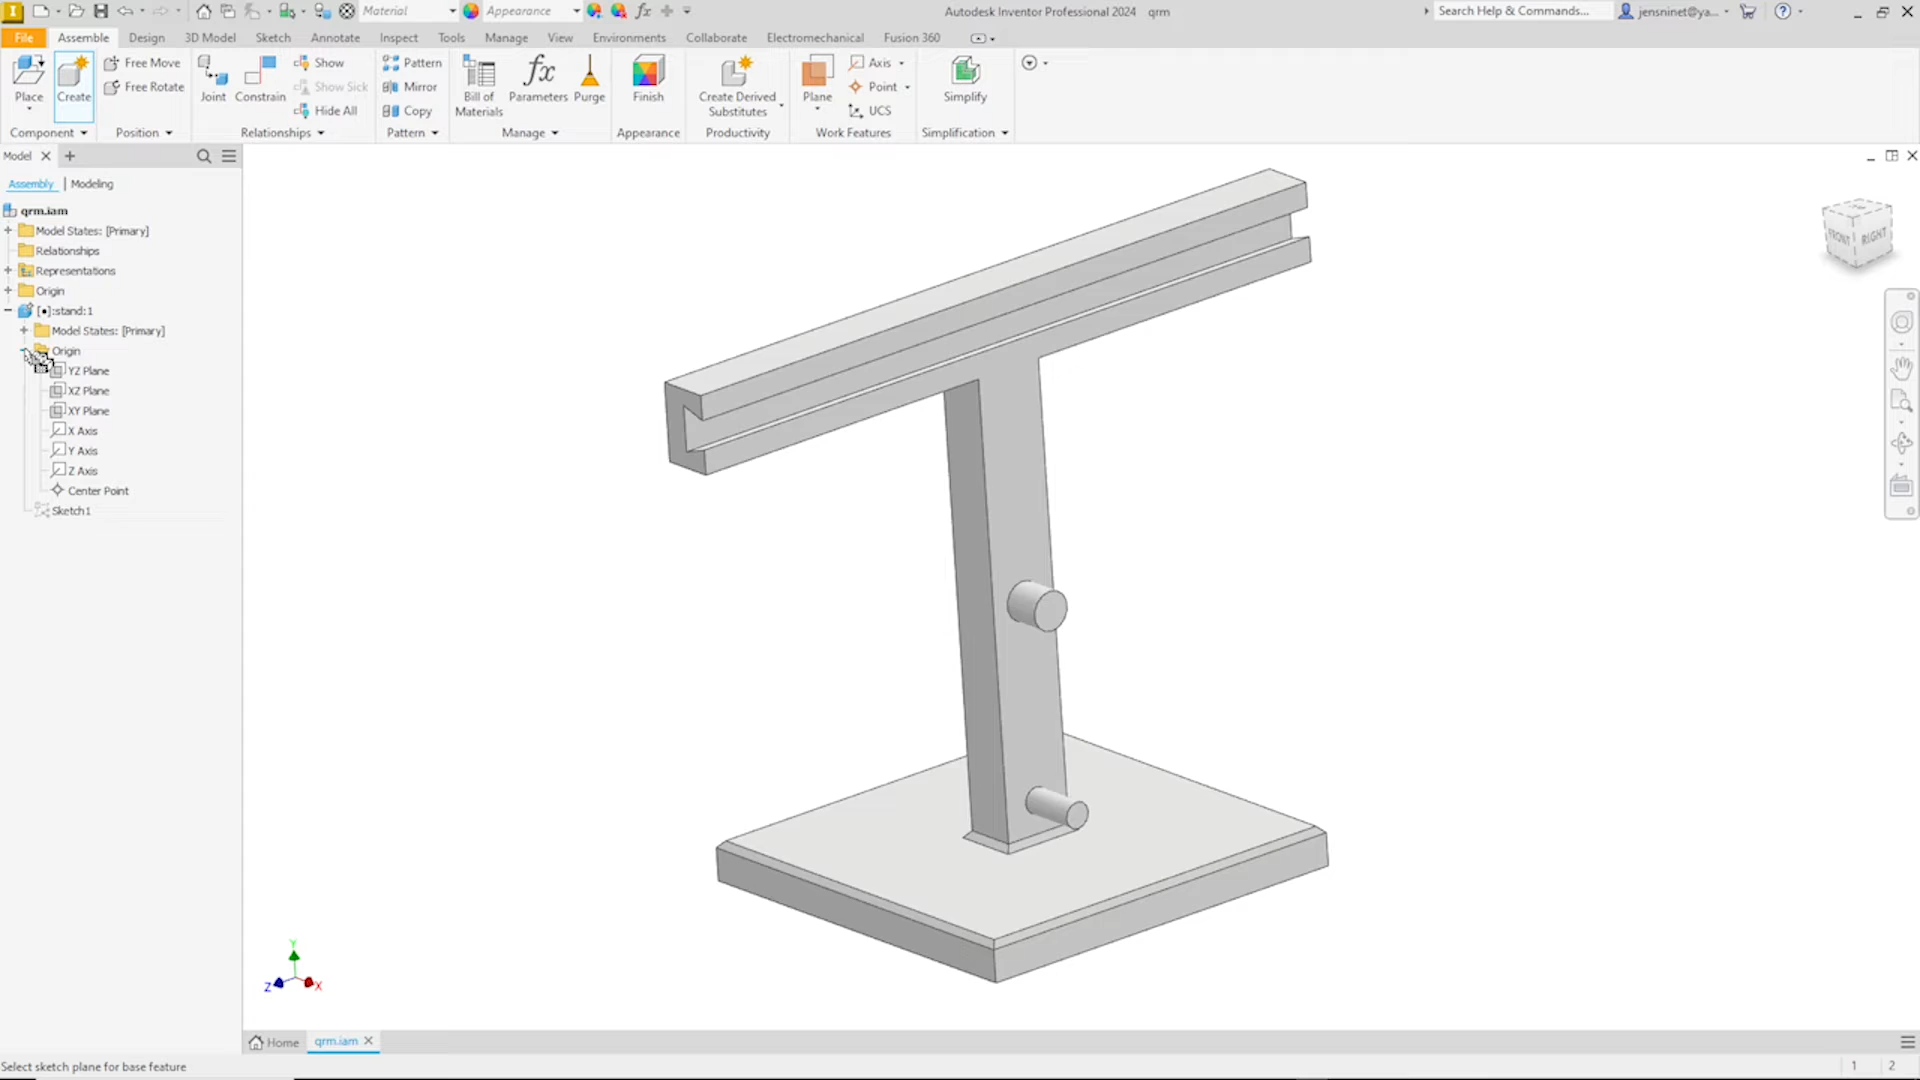 Material
Appearance
fx
Autodesk Inventor Professional 2024 qrm
Search Help & Commands...
jensninet@ya...
File Assemble Design 3D Model Sketch Annotate Inspect Tools Manage View Environments Collaborate Electromechanical Fusion 360
Place
Create
Free Move
Free Rotate
Joint
Constrain
Show
Show Sick
Hide All
Pattern
Mirror
Copy
Bill of
Materials
fx
Parameters
Purge
Finish
Create Derived
Substitutes
Plane
Axis
Point
UCS
Simplify
Component
Position
Relationships
Pattern
Manage
Appearance
Productivity
Work Features
Simplification
Model
Assembly | Modeling
qrm.iam
Model States: [Primary]
Relationships
Representations
Origin
[•]:stand:1
Model States: [Primary]
Origin
YZ Plane
XZ Plane
XY Plane
X Axis
Y Axis
Z Axis
Center Point
Sketch1
FRONT
RIGHT
Y
Z
X
Home
qrm.iam
Select sketch plane for base feature
1 2